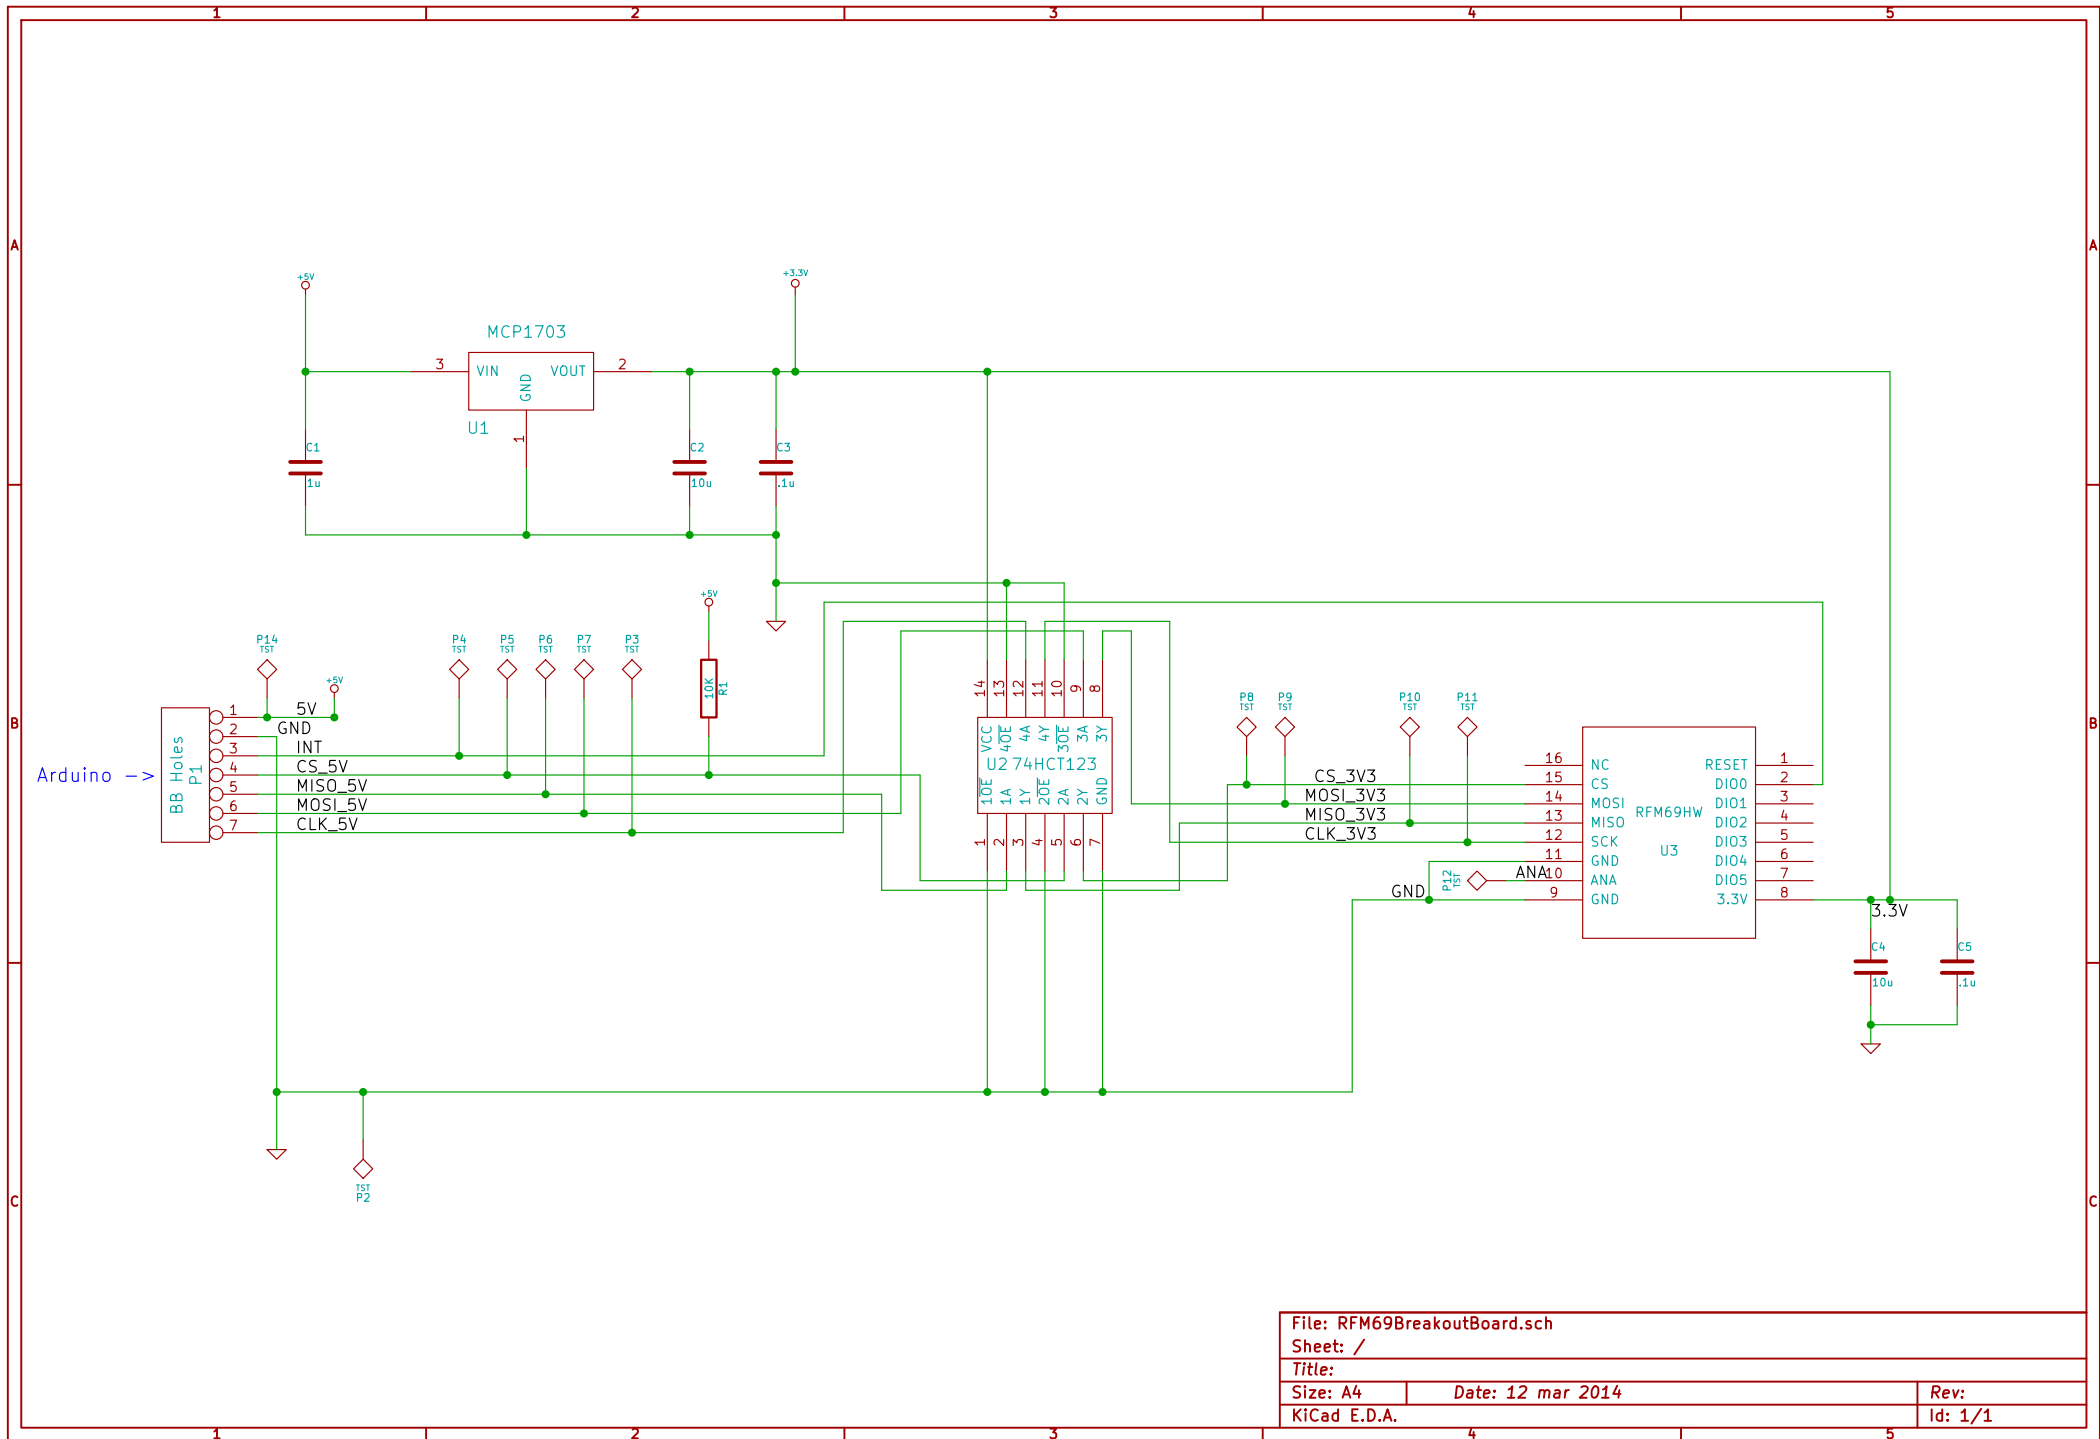 1 2 3 4 5
A A
+5V
+3.3V
MCP1703
3 VIN VOUT 2
GND
U1
1
C1
1u
C2
10u
C3
.1u
+5V
P14
TST
P4
TST
P5
TST
P6
TST
P7
TST
P3
TST
10K
R1
+5V
B B
Arduino ->
BB Holes
P1
1 5V
2 GND
3 INT
4 CS_5V
5 MISO_5V
6 MOSI_5V
7 CLK_5V
14 13 12 11 10 9 8
VCC 4OE 4A 4Y 3OE 3A 3Y
U2 74HCT123
1OE 1A 1Y 2OE 2A 2Y GND
1 2 3 4 5 6 7
P8
TST
P9
TST
P10
TST
P11
TST
CS_3V3
MOSI_3V3
MISO_3V3
CLK_3V3
P12
TST
ANA
GND
16 NC RESET 1
15 CS DIO0 2
14 MOSI DIO1 3
13 MISO DIO2 4
12 SCK DIO3 5
11 GND DIO4 6
10 ANA DIO5 7
9 GND 3.3V 8
RFM69HW
U3
3.3V
C4
10u
C5
.1u
TST
P2
C C
File: RFM69BreakoutBoard.sch
Sheet: /
Title:
Size: A4 Date: 12 mar 2014 Rev:
KiCad E.D.A. Id: 1/1
1 2 3 4 5